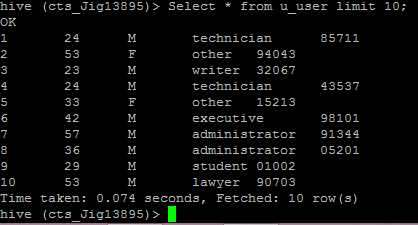 hive (cts_Jig13895)> Select * from u_user limit 10;
OK
1 24 M technician 85711
2 53 F other 94043
3 23 M writer 32067
4 24 M technician 43537
5 33 F other 15213
6 42 M executive 98101
7 57 M administrator 91344
8 36 M administrator 05201
9 29 M student 01002
10 53 M lawyer 90703
Time taken: 0.074 seconds, Fetched: 10 row(s)
hive (cts_Jig13895)>